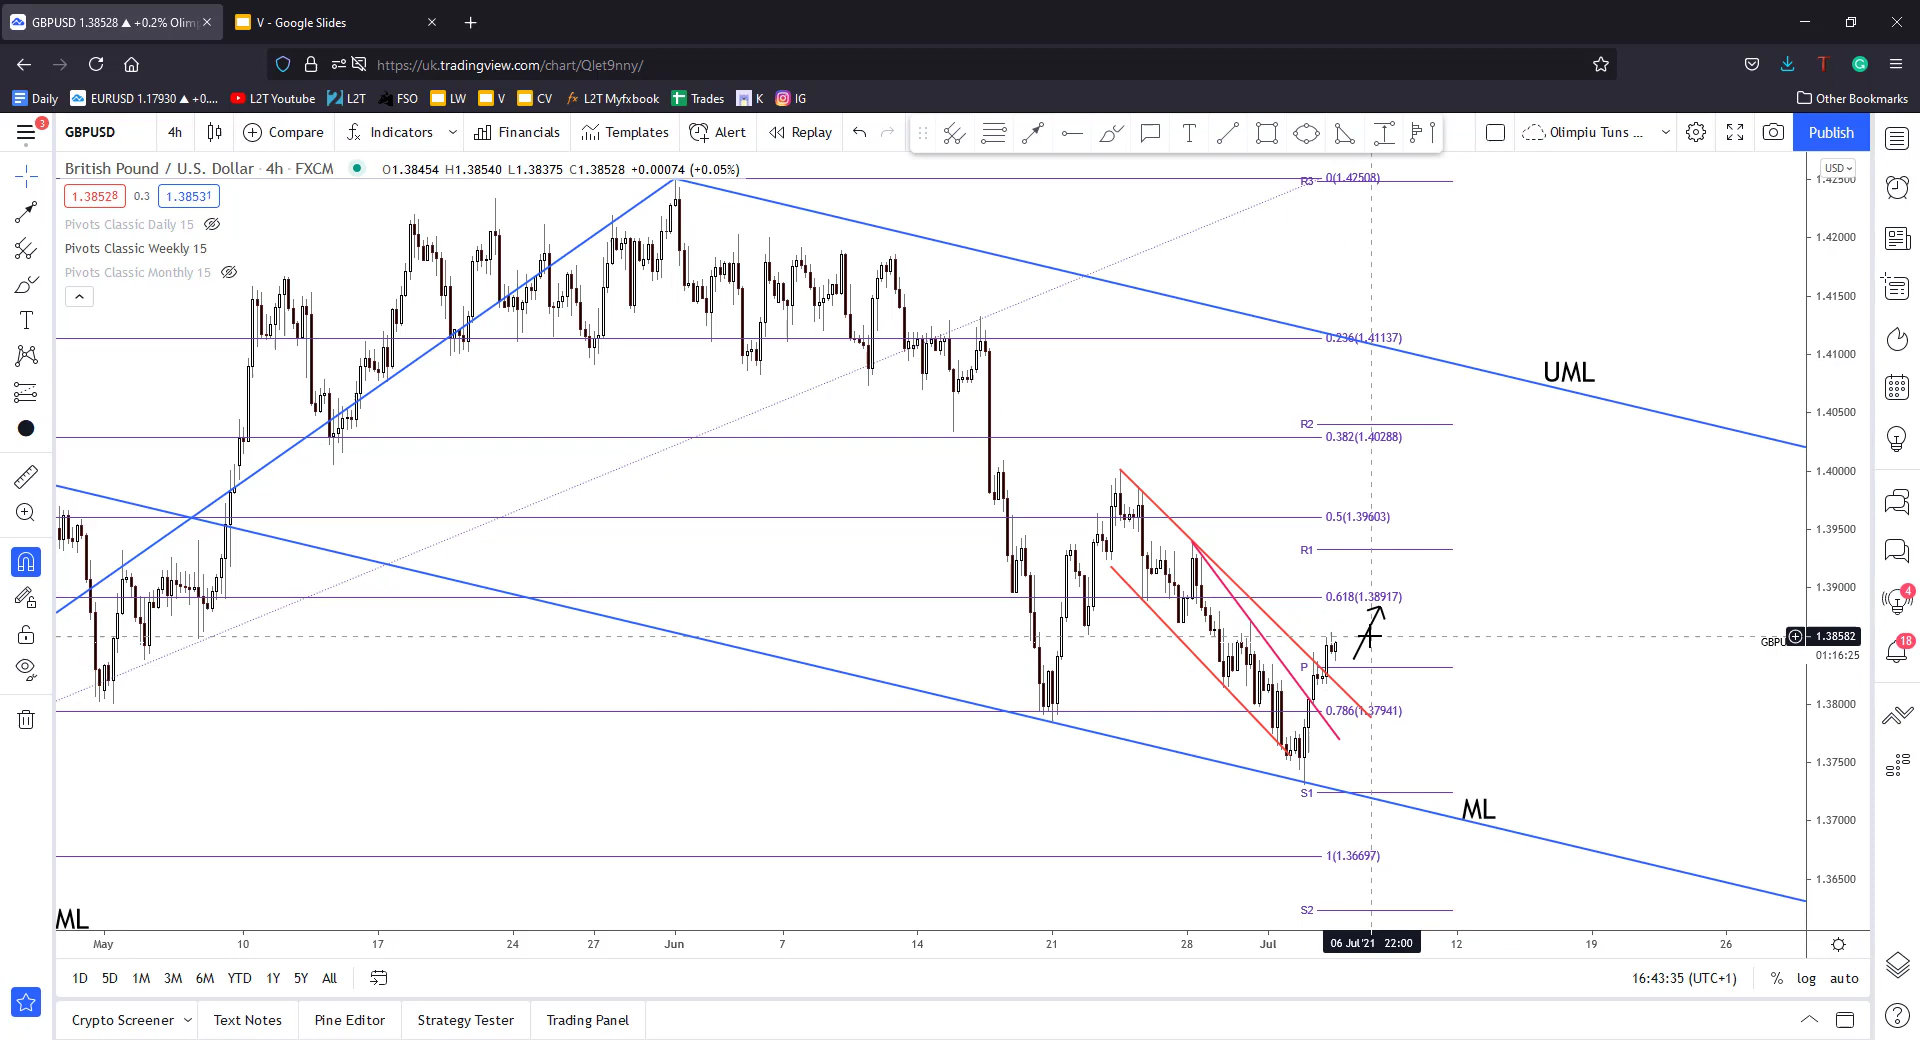 GBPUSD 1.38528 ▲ +0.2% Olim
V - Google Slides
https://uk.tradingview.com/chart/Qlet9nny/
Daily EURUSD 1.17930 ▲ +0.... L2T Youtube L2T FSO LW V CV L2T Myfxbook Trades K IG Other Bookmarks
3 GBPUSD 4h Compare Indicators Financials Templates Alert Replay Olimpiu Tuns ... Publish
British Pound / U.S. Dollar · 4h · FXCM O1.38454 H1.38540 L1.38375 C1.38528 +0.00074 (+0.05%)
USD
1.38528 0.3 1.38531
Pivots Classic Daily 15
Pivots Classic Weekly 15
Pivots Classic Monthly 15
R3 0(1.42508) 1.42500
1.42000
1.41500
0.236(1.41137)
1.41000
UML
1.40500
R2
0.382(1.40288)
1.40000
0.5(1.39603)
1.39500
R1
1.39000
0.618(1.38917)
4
GBPU 1.38582
18
01:16:25
P
0.786(1.37941) 1.38000
1.37500
S1
ML
1.37000
1(1.36697)
1.36500
S2
ML
May 10 17 24 27 Jun 7 14 21 28 Jul 06 Jul'21 22:00 12 19 26
1D 5D 1M 3M 6M YTD 1Y 5Y All 16:43:35 (UTC+1) % log auto
Crypto Screener Text Notes Pine Editor Strategy Tester Trading Panel